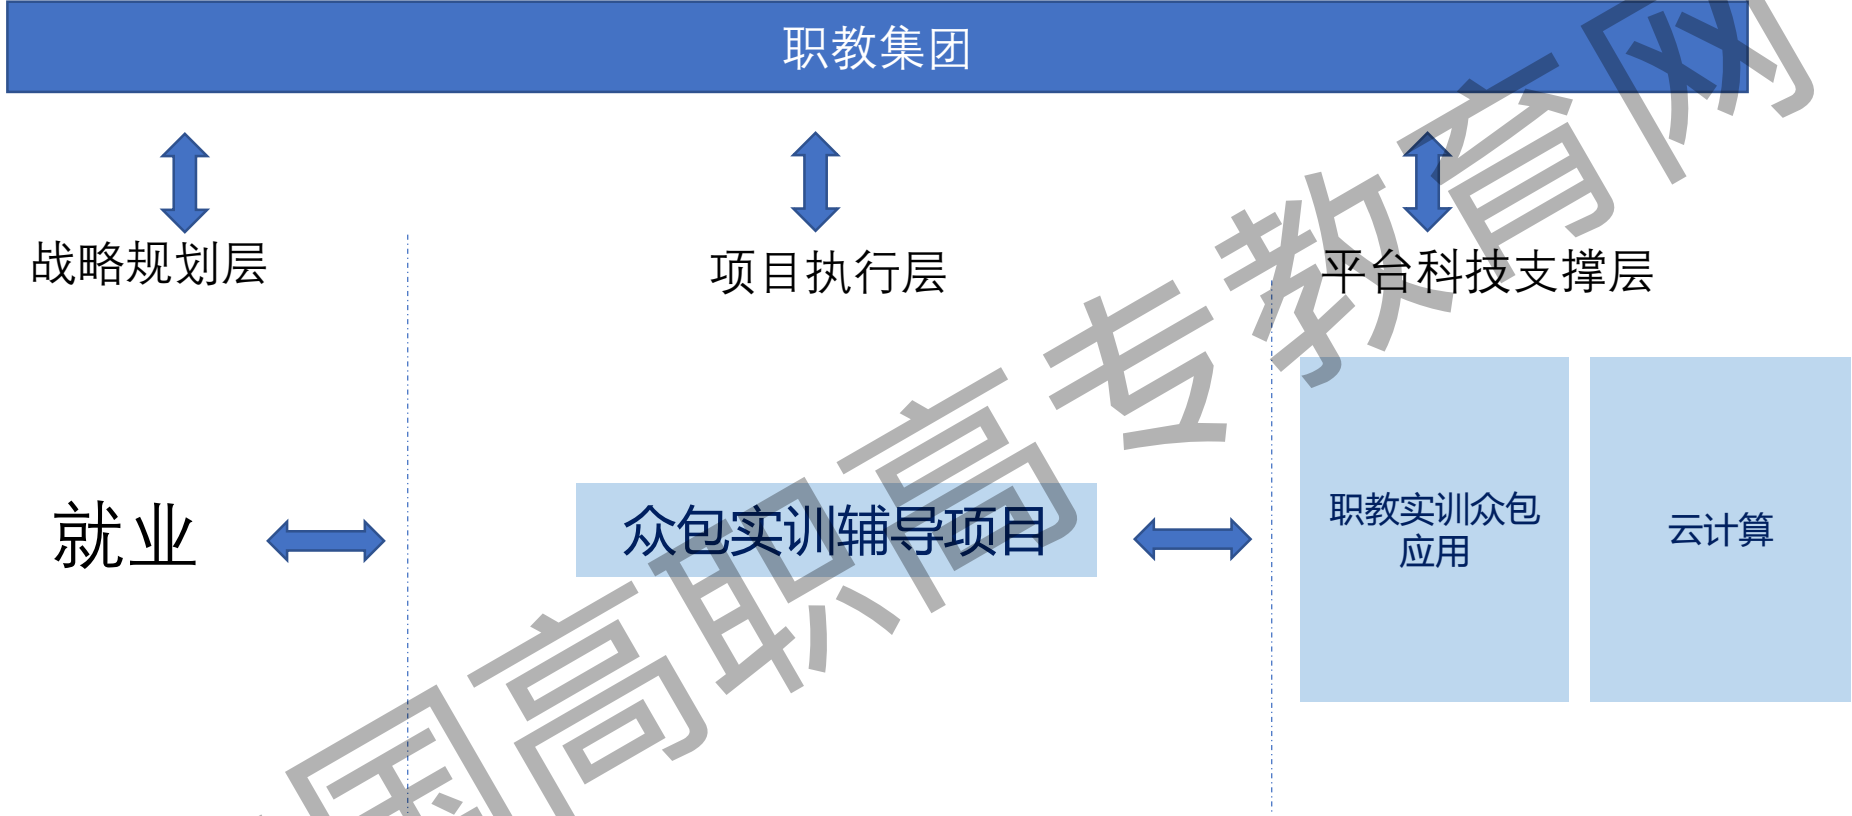 职教集团
战略规划层
项目执行层
平台科技支撑层
就业
众包实训辅导项目
职教实训众包
应用
云计算
国高职高专教育网